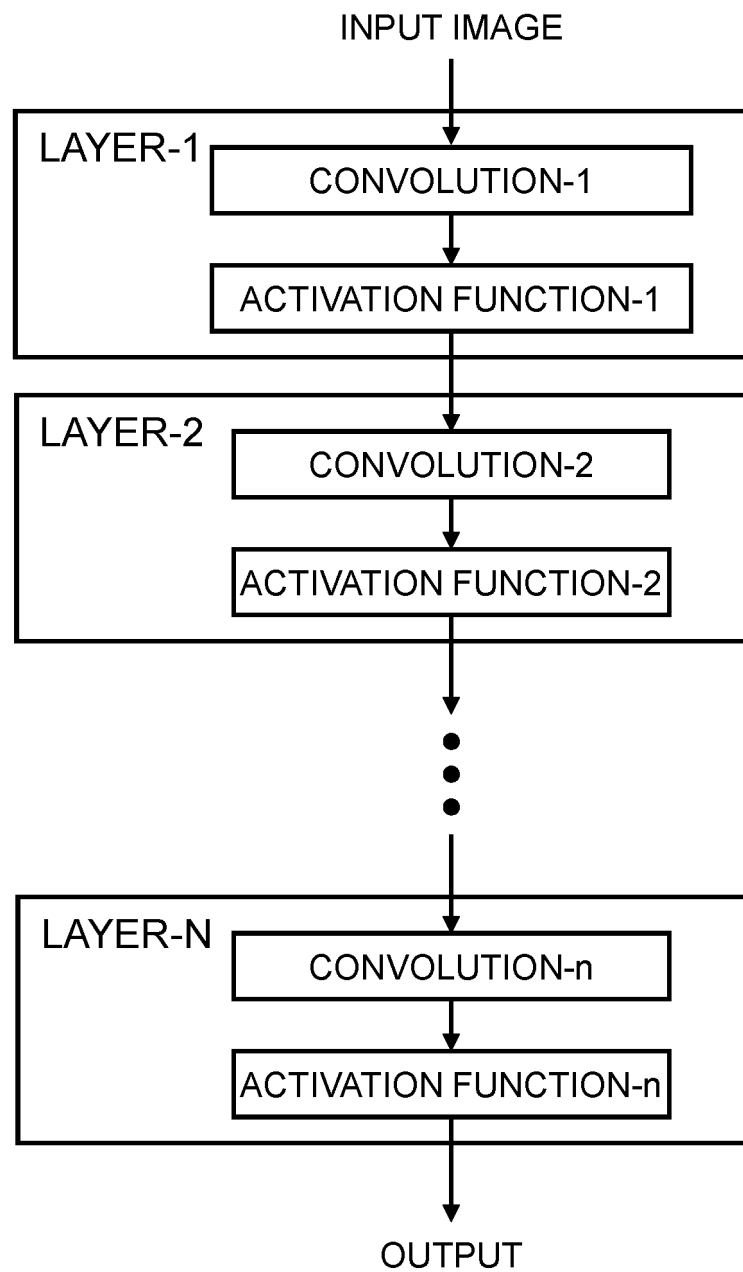 INPUT IMAGE
LAYER-1
CONVOLUTION-1
ACTIVATION FUNCTION-1
LAYER-2
CONVOLUTION-2
ACTIVATION FUNCTION-2
LAYER-N
CONVOLUTION-n
ACTIVATION FUNCTION-n
OUTPUT